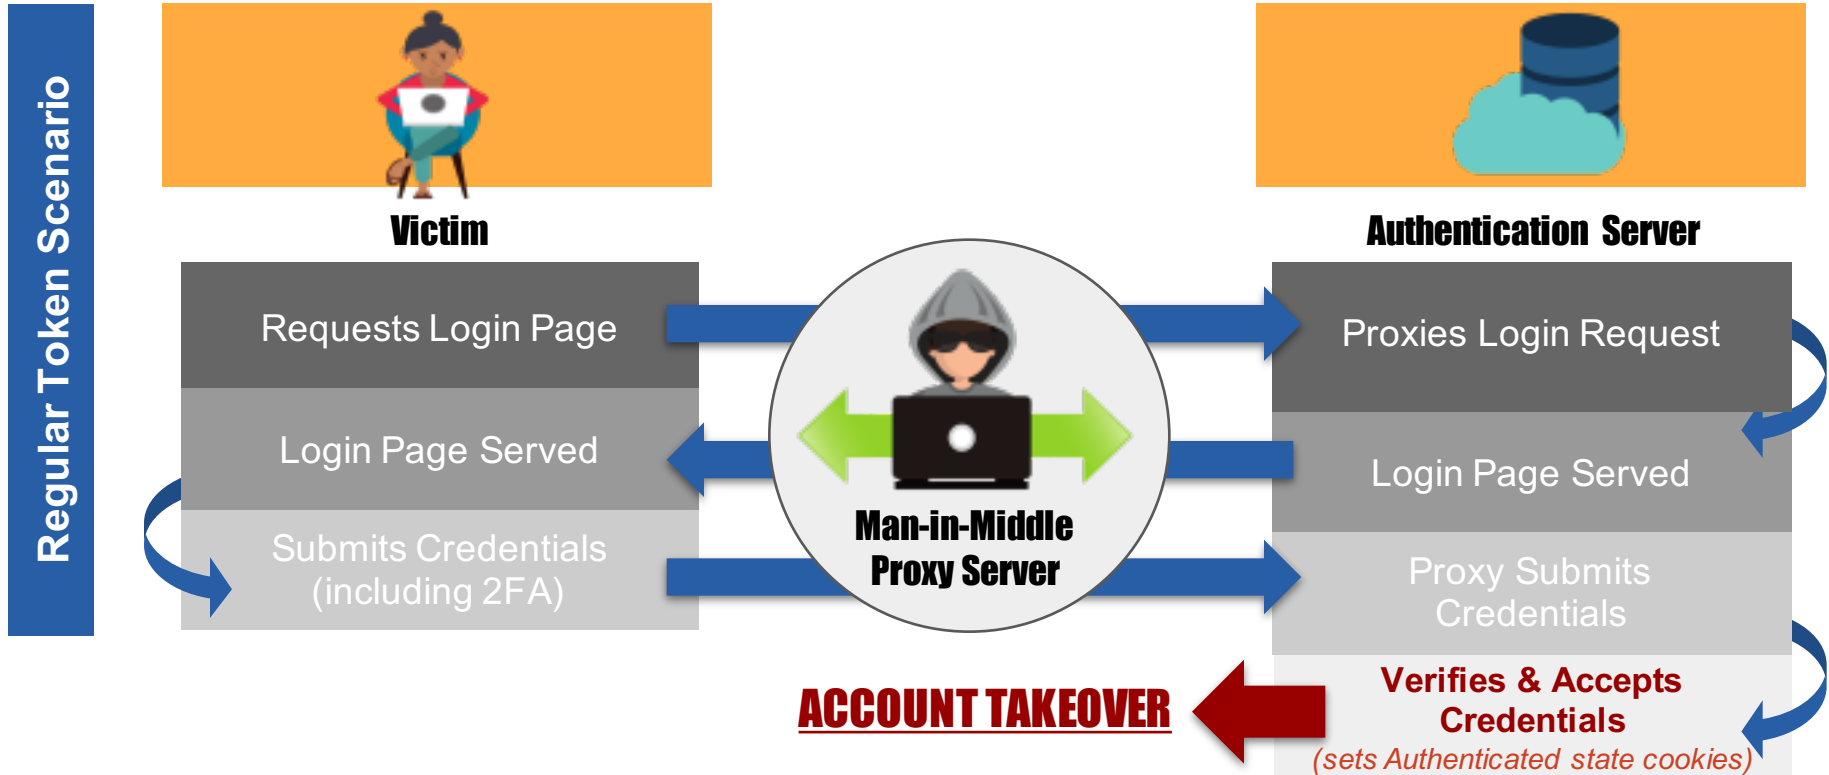 Regular Token Scenario
Victim
Authentication Server
Requests Login Page
Proxies Login Request
Login Page Served
Login Page Served
Man-in-Middle
Proxy Server
Submits Credentials
(including 2FA)
Proxy Submits
Credentials
ACCOUNT TAKEOVER
Verifies & Accepts
Credentials
(sets Authenticated state cookies)